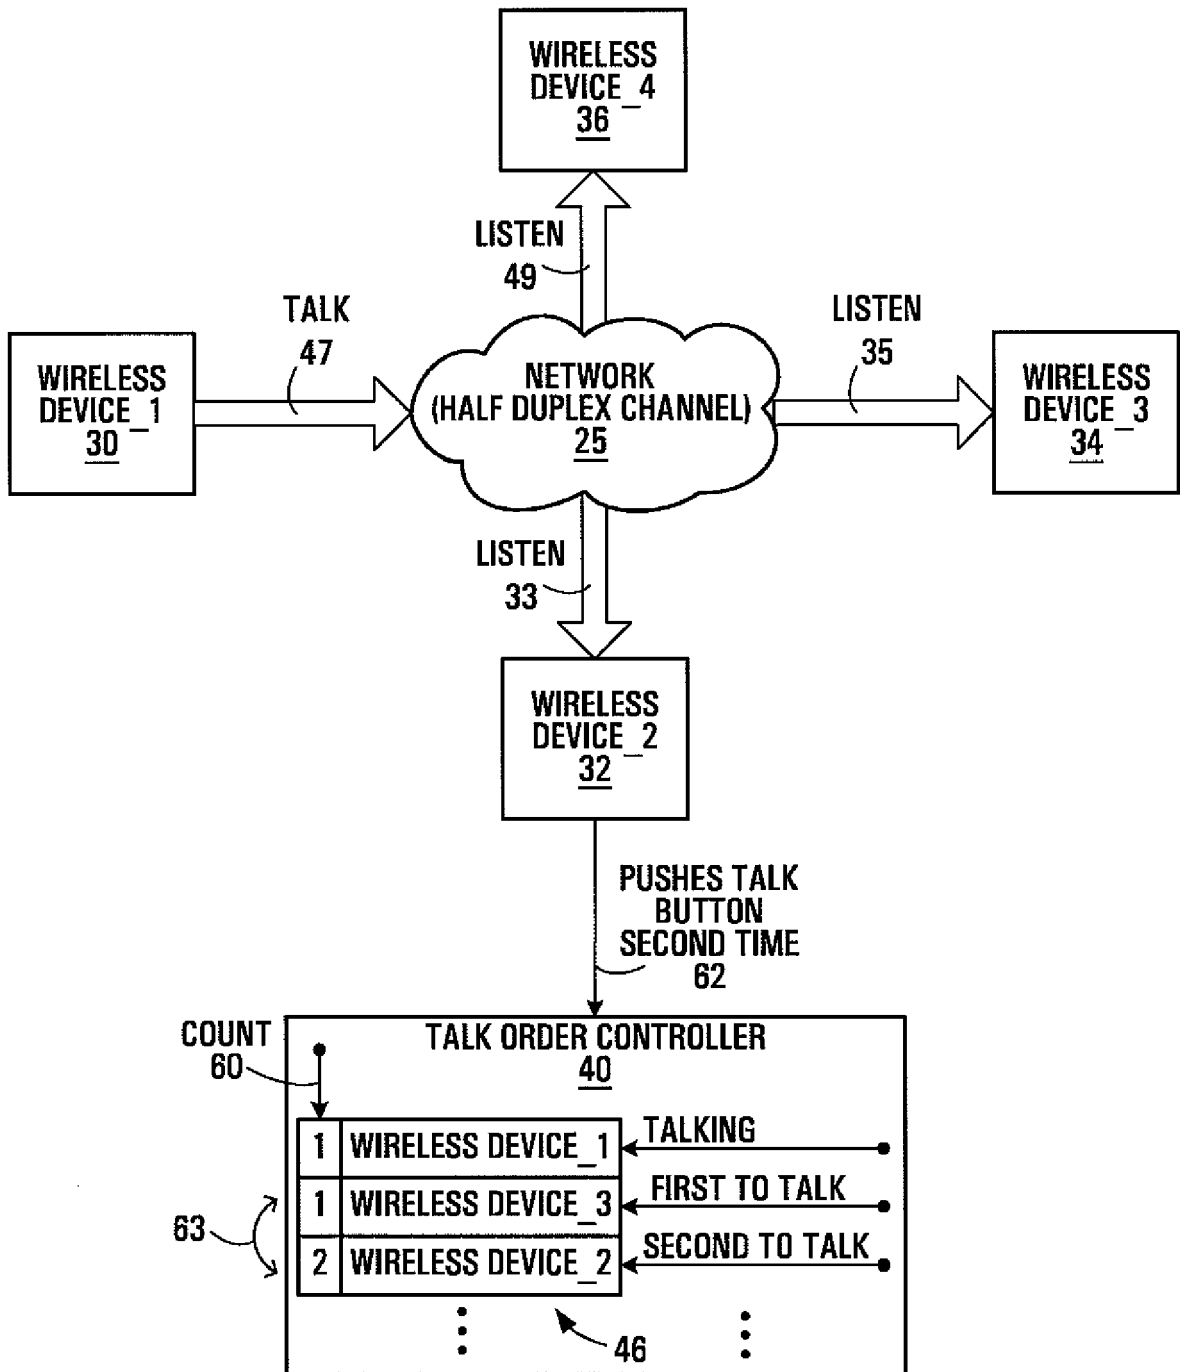 WIRELESS
DEVICE_4
36
LISTEN
49
TALK
47
LISTEN
35
WIRELESS
DEVICE_1
30
NETWORK
(HALF DUPLEX CHANNEL)
25
WIRELESS
DEVICE_3
34
LISTEN
33
WIRELESS
DEVICE_2
32
PUSHES TALK
BUTTON
SECOND TIME
62
COUNT
60
TALK ORDER CONTROLLER
40
1 WIRELESS DEVICE_1 TALKING
1 WIRELESS DEVICE_3 FIRST TO TALK
63
2 WIRELESS DEVICE_2 SECOND TO TALK
46